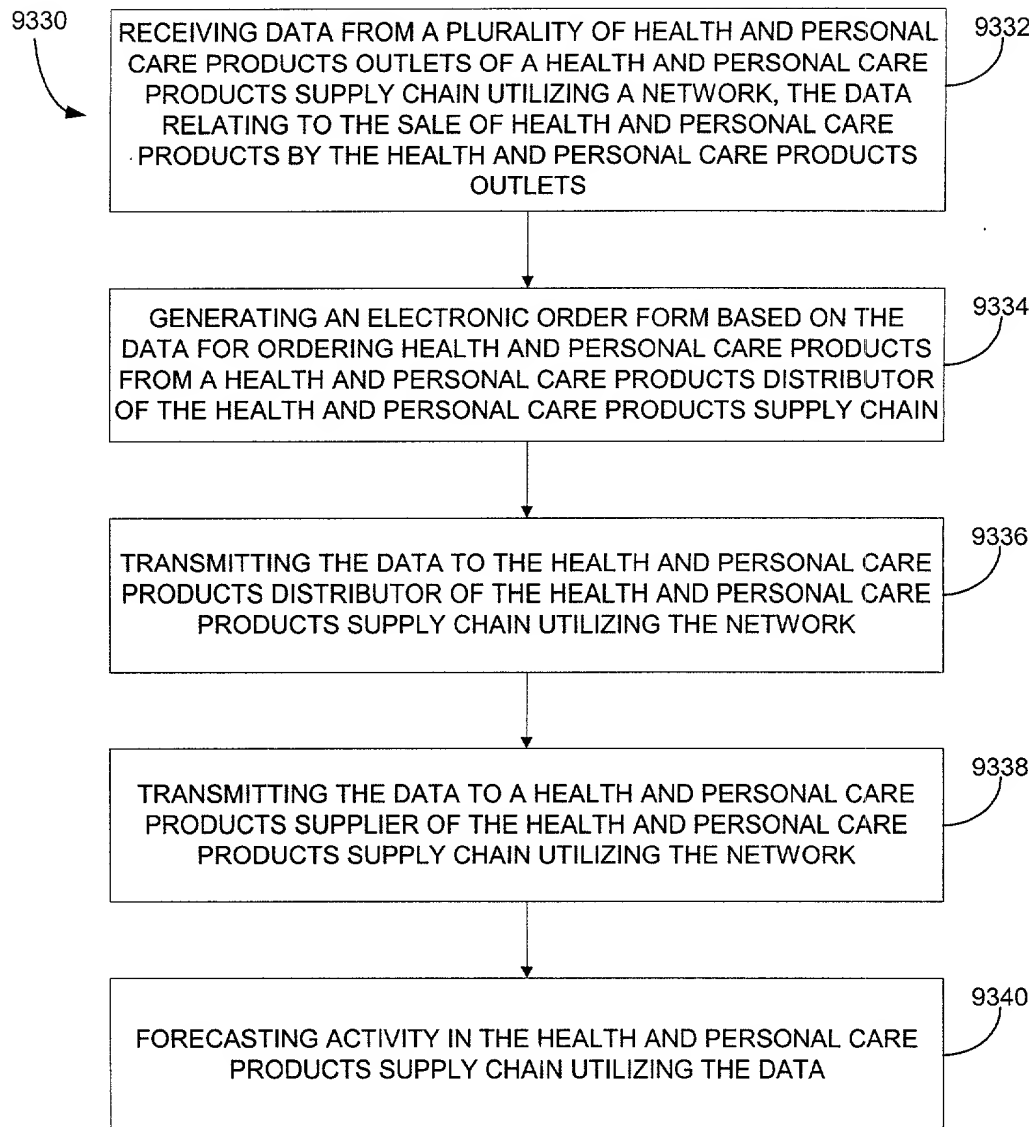 9330
RECEIVING DATA FROM A PLURALITY OF HEALTH AND PERSONAL
CARE PRODUCTS OUTLETS OF A HEALTH AND PERSONAL CARE
PRODUCTS SUPPLY CHAIN UTILIZING A NETWORK, THE DATA
RELATING TO THE SALE OF HEALTH AND PERSONAL CARE
PRODUCTS BY THE HEALTH AND PERSONAL CARE PRODUCTS
OUTLETS
9332
GENERATING AN ELECTRONIC ORDER FORM BASED ON THE
DATA FOR ORDERING HEALTH AND PERSONAL CARE PRODUCTS
FROM A HEALTH AND PERSONAL CARE PRODUCTS DISTRIBUTOR
OF THE HEALTH AND PERSONAL CARE PRODUCTS SUPPLY CHAIN
9334
TRANSMITTING THE DATA TO THE HEALTH AND PERSONAL CARE
PRODUCTS DISTRIBUTOR OF THE HEALTH AND PERSONAL CARE
PRODUCTS SUPPLY CHAIN UTILIZING THE NETWORK
9336
TRANSMITTING THE DATA TO A HEALTH AND PERSONAL CARE
PRODUCTS SUPPLIER OF THE HEALTH AND PERSONAL CARE
PRODUCTS SUPPLY CHAIN UTILIZING THE NETWORK
9338
FORECASTING ACTIVITY IN THE HEALTH AND PERSONAL CARE
PRODUCTS SUPPLY CHAIN UTILIZING THE DATA
9340